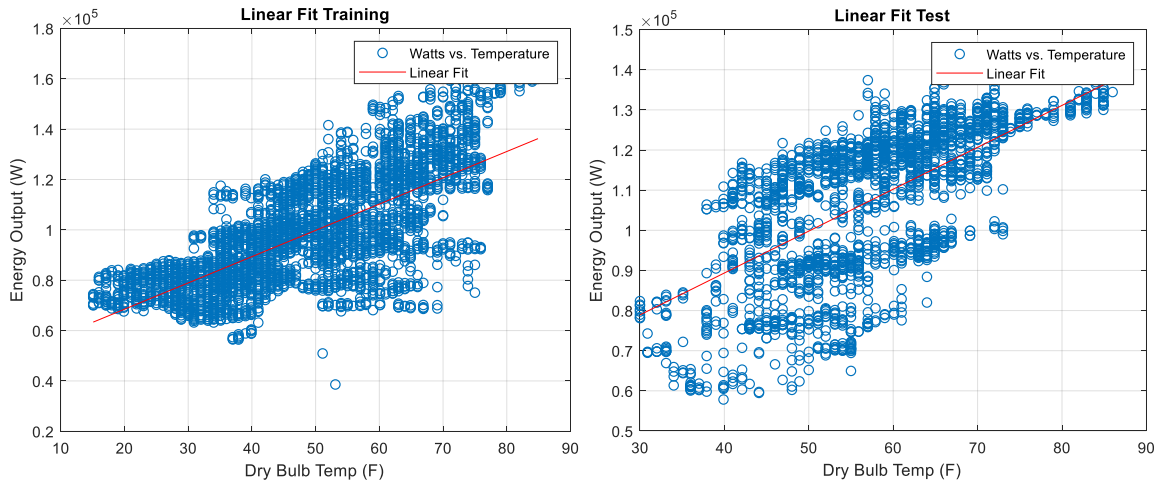 Linear Fit Training
×10⁵
1.8
1.6
1.4
1.2
1
0.8
0.6
0.4
0.2
Energy Output (W)
Watts vs. Temperature
Linear Fit
10 20 30 40 50 60 70 80 90
Dry Bulb Temp (F)
Linear Fit Test
×10⁵
1.5
1.4
1.3
1.2
1.1
1
0.9
0.8
0.7
0.6
0.5
Energy Output (W)
Watts vs. Temperature
Linear Fit
30 40 50 60 70 80 90
Dry Bulb Temp (F)